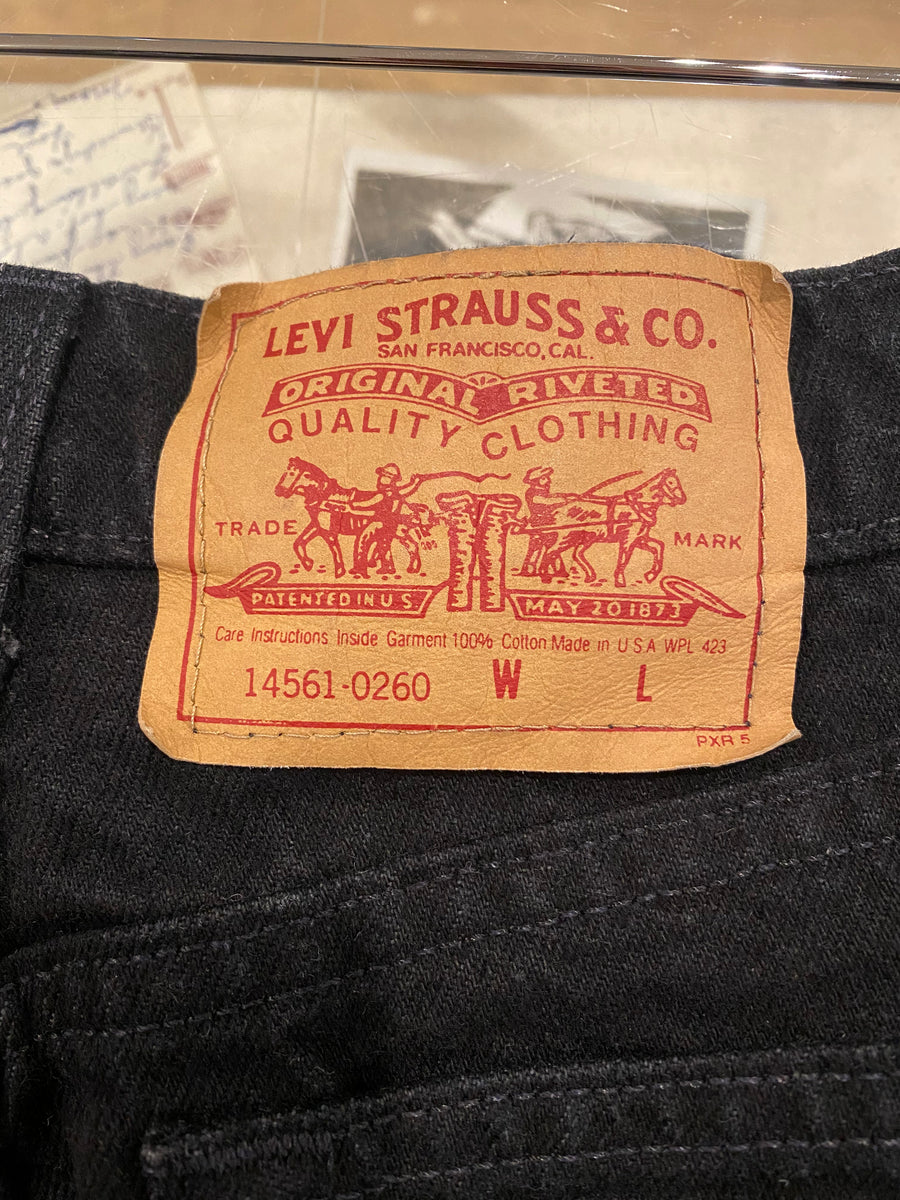 LEVI STRAUSS & CO.
SAN FRANCISCO, CAL.
ORIGINAL RIVETED
QUALITY CLOTHING
TRADE MARK
PATENTED IN U.S. MAY 20 1873
Care Instructions Inside Garment 100% Cotton Made in U S A WPL 423
14561-0260 W L
PXR 5